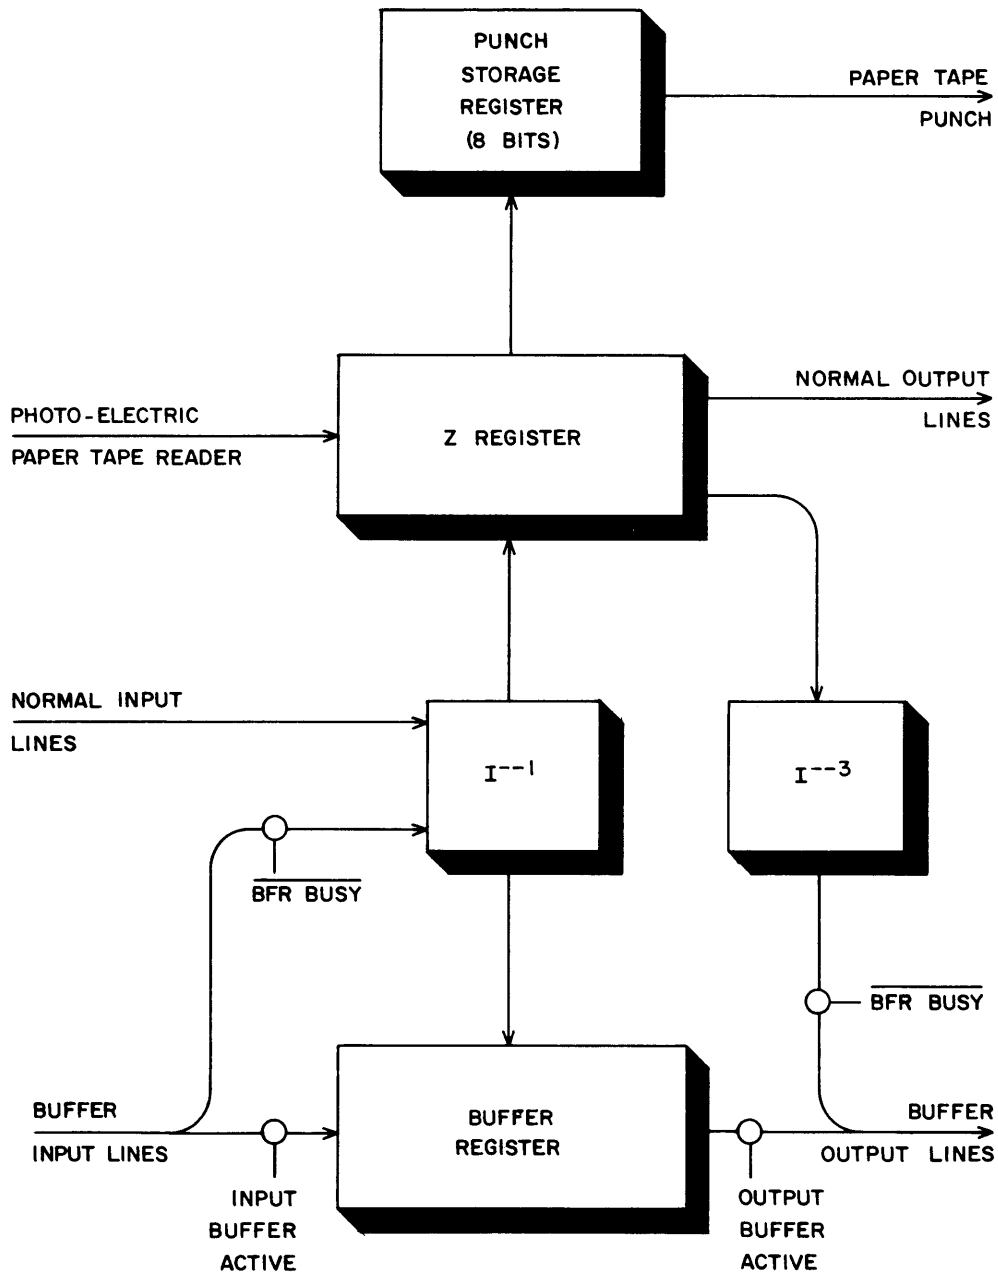 PUNCH
STORAGE
REGISTER
(8 BITS)
PAPER TAPE
PUNCH
NORMAL OUTPUT
LINES
PHOTO-ELECTRIC
PAPER TAPE READER
Z REGISTER
NORMAL INPUT
LINES
I--1
I--3
BFR BUSY
BFR BUSY
BUFFER
INPUT LINES
BUFFER
REGISTER
BUFFER
OUTPUT LINES
INPUT
BUFFER
ACTIVE
OUTPUT
BUFFER
ACTIVE